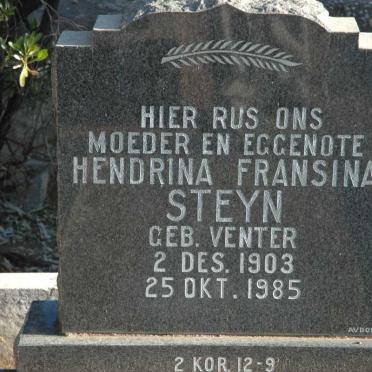 HIER RUS ONS
MOEDER EN EGGENOTE
HENDRINA FRANSINA
STEYN
GEB. VENTER
2 DES. 1903
25 OKT. 1985
2 KOR. 12-9